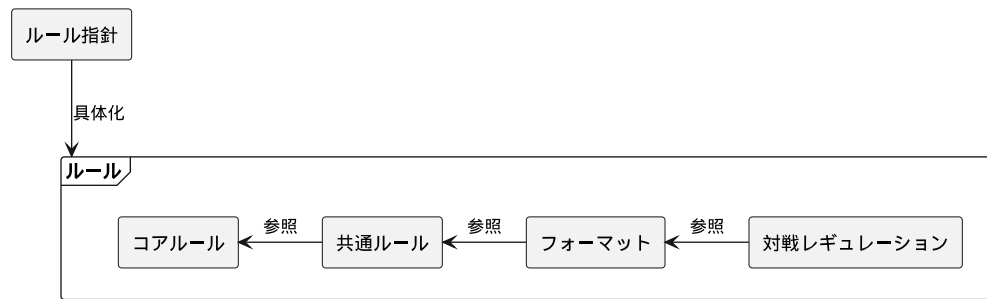 ルール指針
具体化
ルール
コアルール
参照
共通ルール
参照
フォーマット
参照
対戦レギュレーション